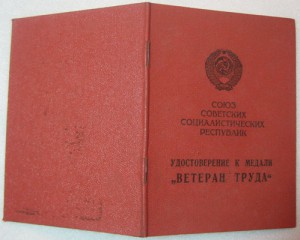 СОЮЗ
СОВЕТСКИХ
СОЦИАЛИСТИЧЕСКИХ
РЕСПУБЛИК
УДОСТОВЕРЕНИЕ К МЕДАЛИ
„ВЕТЕРАН ТРУДА“